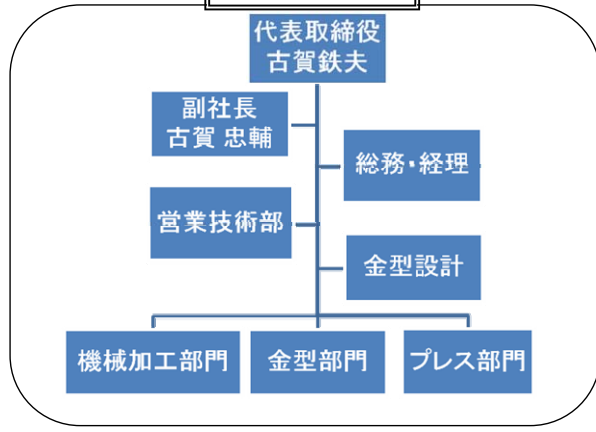 代表取締役
古賀鉄夫
副社長
古賀 忠輔
総務・経理
営業技術部
金型設計
機械加工部門
金型部門
プレス部門